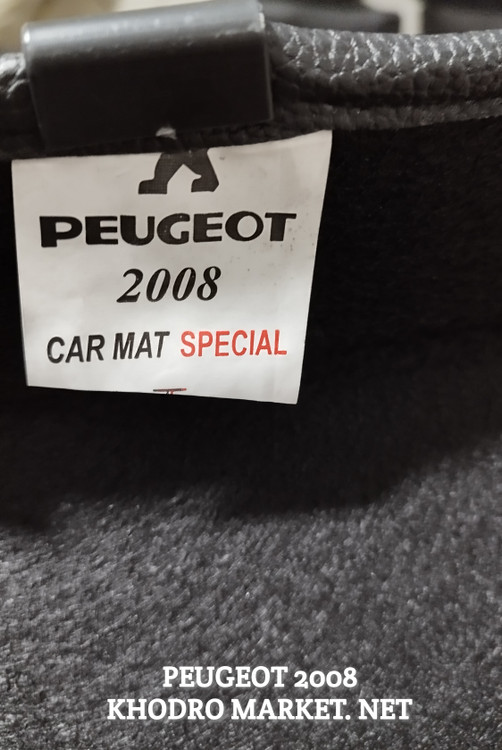 PEUGEOT
2008
CAR MAT SPECIAL
PEUGEOT 2008
KHODRO MARKET. NET